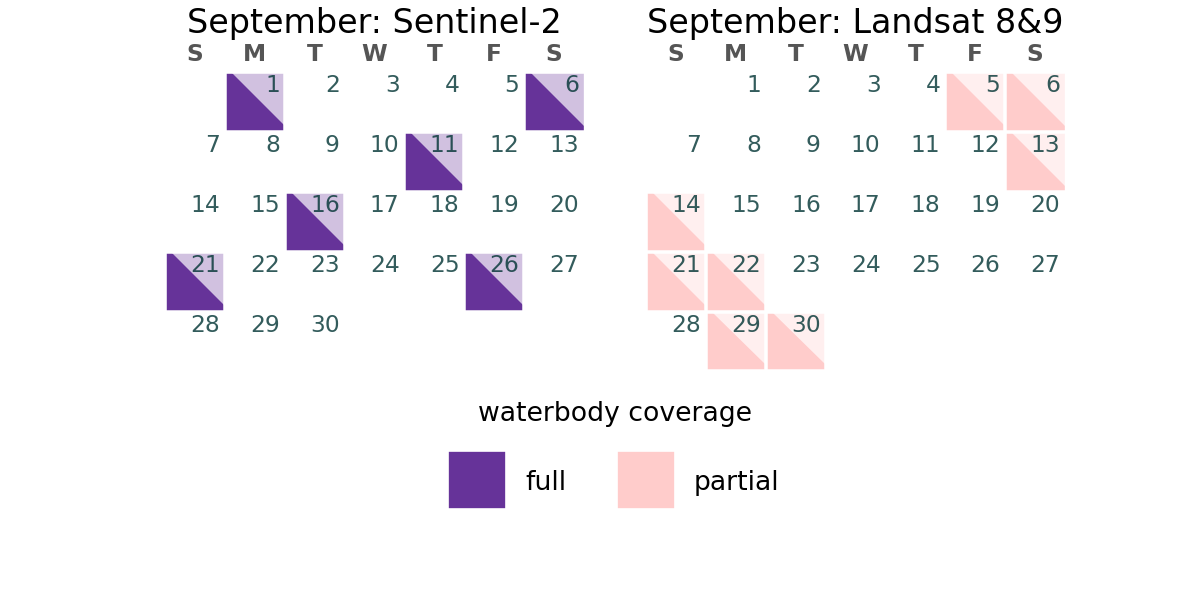 September: Sentinel-2
S M T W T F S
1 2 3 4 5 6
7 8 9 10 11 12 13
14 15 16 17 18 19 20
21 22 23 24 25 26 27
28 29 30
September: Landsat 8&9
S M T W T F S
1 2 3 4 5 6
7 8 9 10 11 12 13
14 15 16 17 18 19 20
21 22 23 24 25 26 27
28 29 30
waterbody coverage
full partial